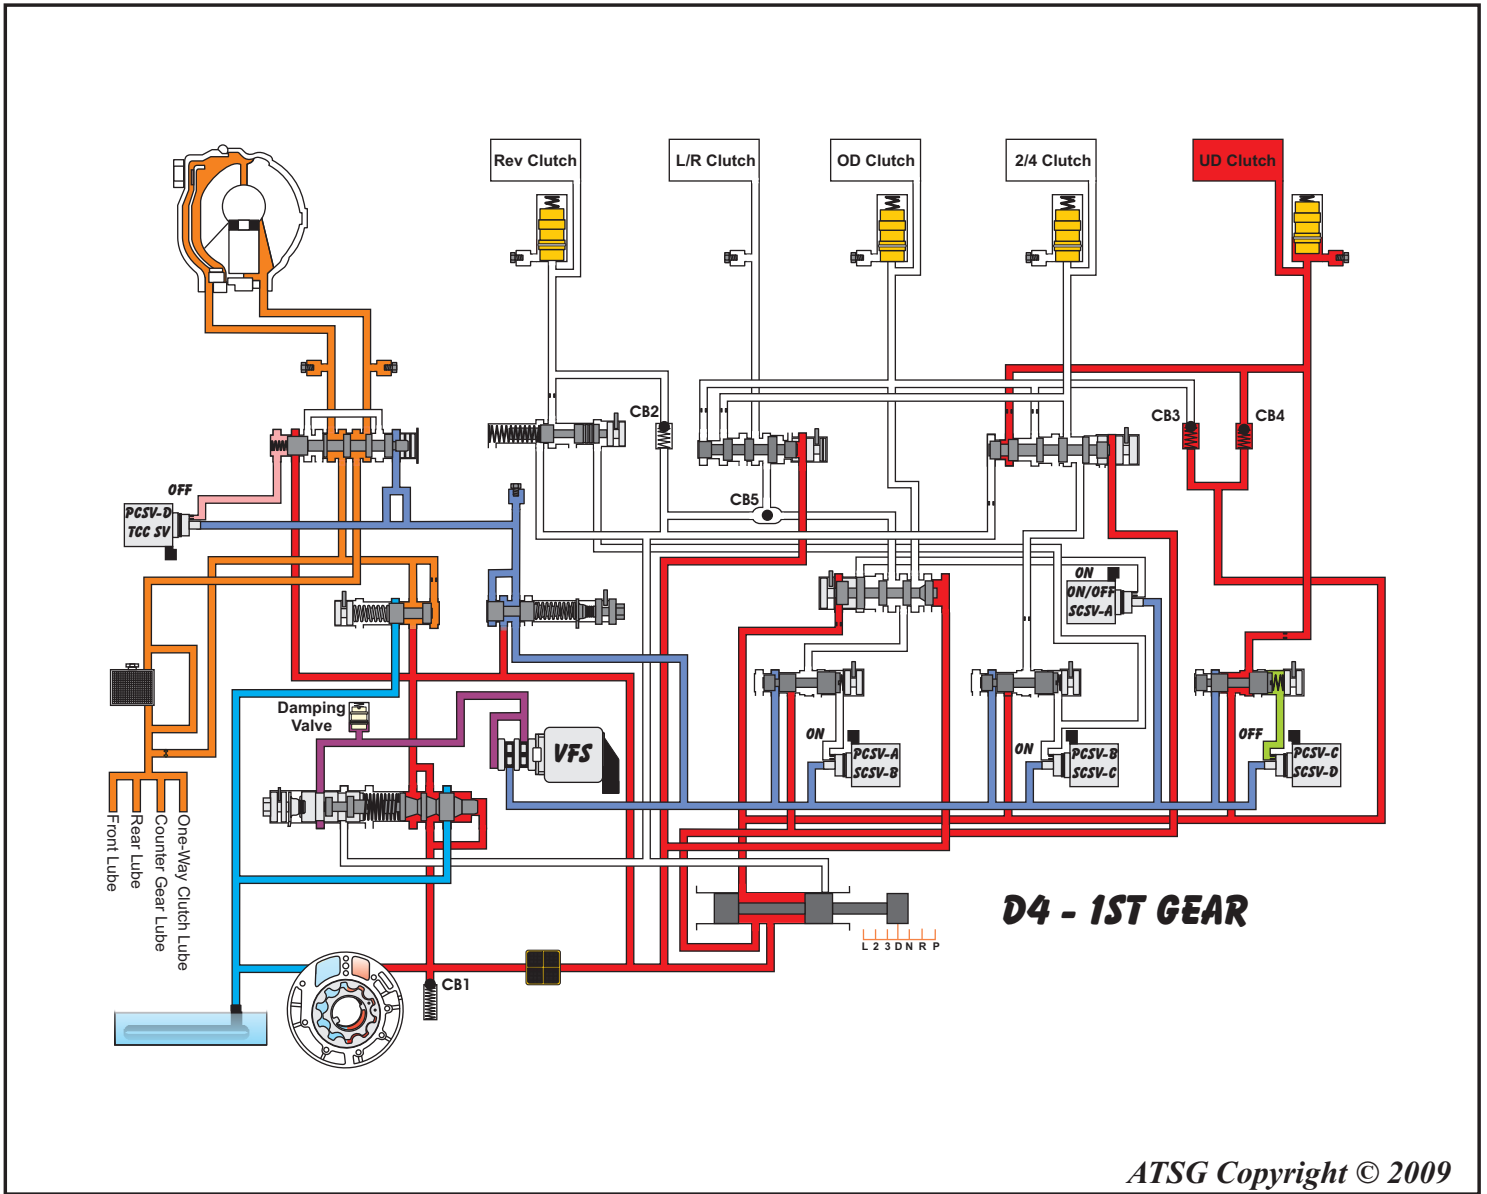 Rev Clutch
L/R Clutch
OD Clutch
2/4 Clutch
UD Clutch
CB2
CB3
CB4
CB5
OFF
PCSV-D
TCC SV
ON
ON/OFF
SCSV-A
Damping
Valve
VFS
ON
PCSV-A
SCSV-B
ON
PCSV-B
SCSV-C
OFF
PCSV-C
SCSV-D
Front Lube
Rear Lube
Counter Gear Lube
One-Way Clutch Lube
D4 - 1ST GEAR
L 2 3 D N R P
CB1
ATSG Copyright © 2009